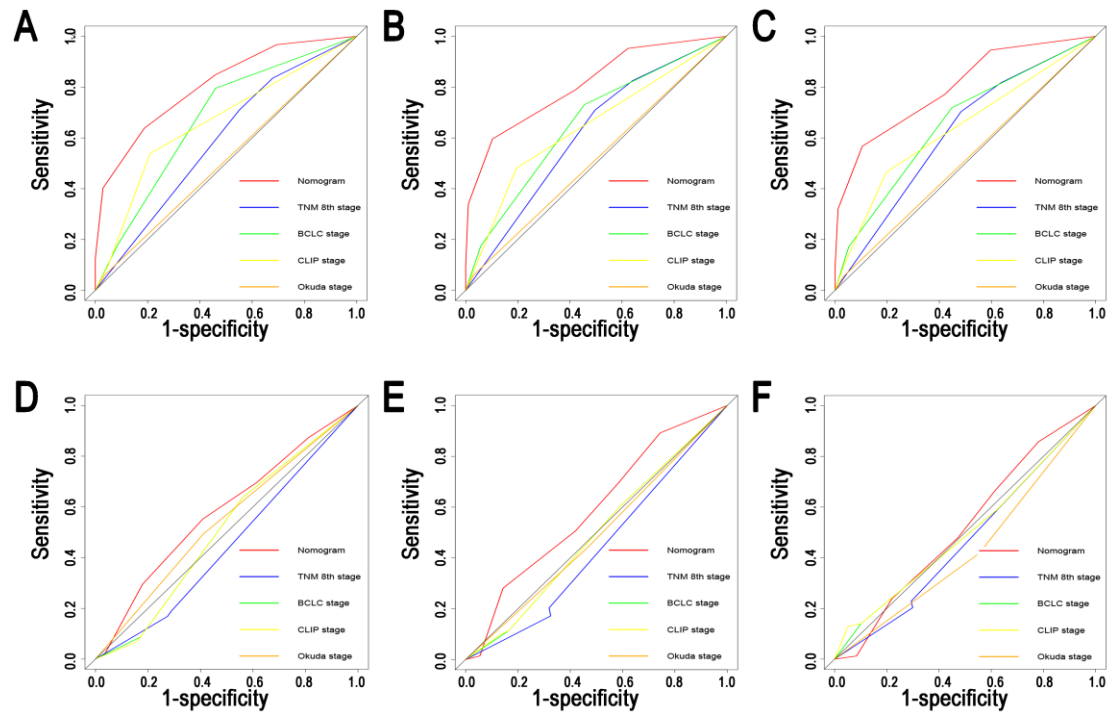 A
Sensitivity
0.0 0.2 0.4 0.6 0.8 1.0
Nomogram
TNM 8th stage
BCLC stage
CLIP stage
Okuda stage
0.0 0.2 0.4 0.6 0.8 1.0
1-specificity
B
Sensitivity
0.0 0.2 0.4 0.6 0.8 1.0
Nomogram
TNM 8th stage
BCLC stage
CLIP stage
Okuda stage
0.0 0.2 0.4 0.6 0.8 1.0
1-specificity
C
Sensitivity
0.0 0.2 0.4 0.6 0.8 1.0
Nomogram
TNM 8th stage
BCLC stage
CLIP stage
Okuda stage
0.0 0.2 0.4 0.6 0.8 1.0
1-specificity
D
Sensitivity
0.0 0.2 0.4 0.6 0.8 1.0
Nomogram
TNM 8th stage
BCLC stage
CLIP stage
Okuda stage
0.0 0.2 0.4 0.6 0.8 1.0
1-specificity
E
Sensitivity
0.0 0.2 0.4 0.6 0.8 1.0
Nomogram
TNM 8th stage
BCLC stage
CLIP stage
Okuda stage
0.0 0.2 0.4 0.6 0.8 1.0
1-specificity
F
Sensitivity
0.0 0.2 0.4 0.6 0.8 1.0
Nomogram
TNM 8th stage
BCLC stage
CLIP stage
Okuda stage
0.0 0.2 0.4 0.6 0.8 1.0
1-specificity